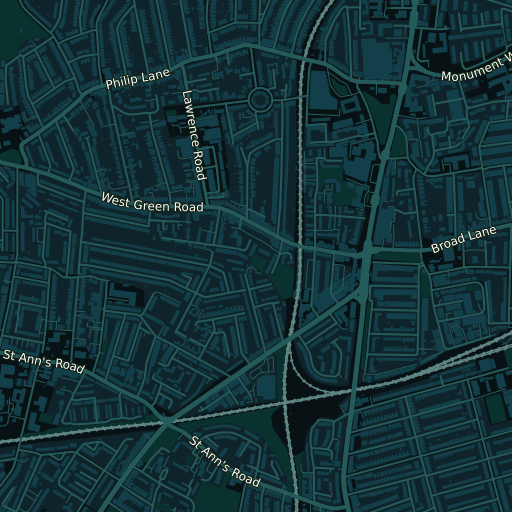 Philip Lane
Monument W
Lawrence Road
West Green Road
Broad Lane
St Ann's Road
St Ann's Road